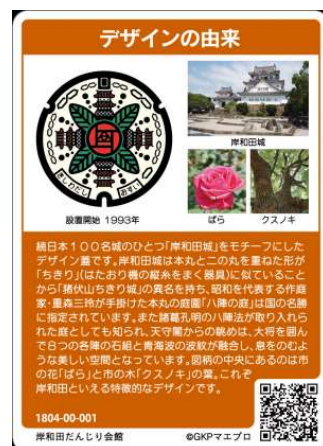 デザインの由来
きしわだし
おすい
設置開始 1993年
岸和田城
ばら
クスノキ
続日本100名城のひとつ「岸和田城」をモチーフにした
デザイン蓋です。岸和田城は本丸と二の丸を重ねた形が
「ちきり」(はたおり機の縦糸をまく器具)に似ていること
から「猪伏山ちきり城」の異名を持ち、昭和を代表する作庭
家・重森三玲が手掛けた本丸の庭園「八陣の庭」は国の名勝
に指定されています。また諸葛孔明の八陣法が取り入れら
れた庭としても知られ、天守閣からの眺めは、大将を囲ん
で8つの各陣の石組と青海波の波紋が融合し、息をのむよ
うな美しい空間となっています。図柄の中央にあるのは市
の花「ばら」と市の木「クスノキ」の葉。これぞ
岸和田といえる特徴的なデザインです。
1804-00-001
岸和田だんじり会館
©GKPマエプロ